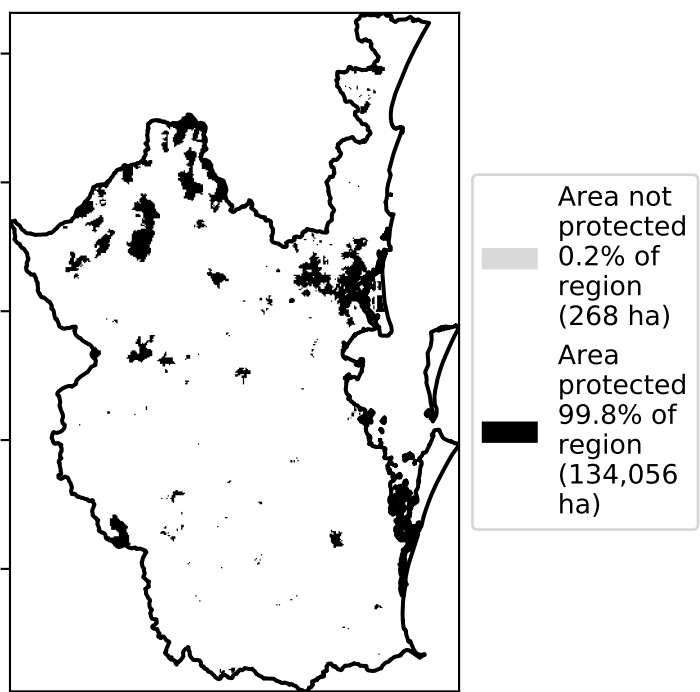 Area not
protected
0.2% of
region
(268 ha)
Area
protected
99.8% of
region
(134,056
ha)